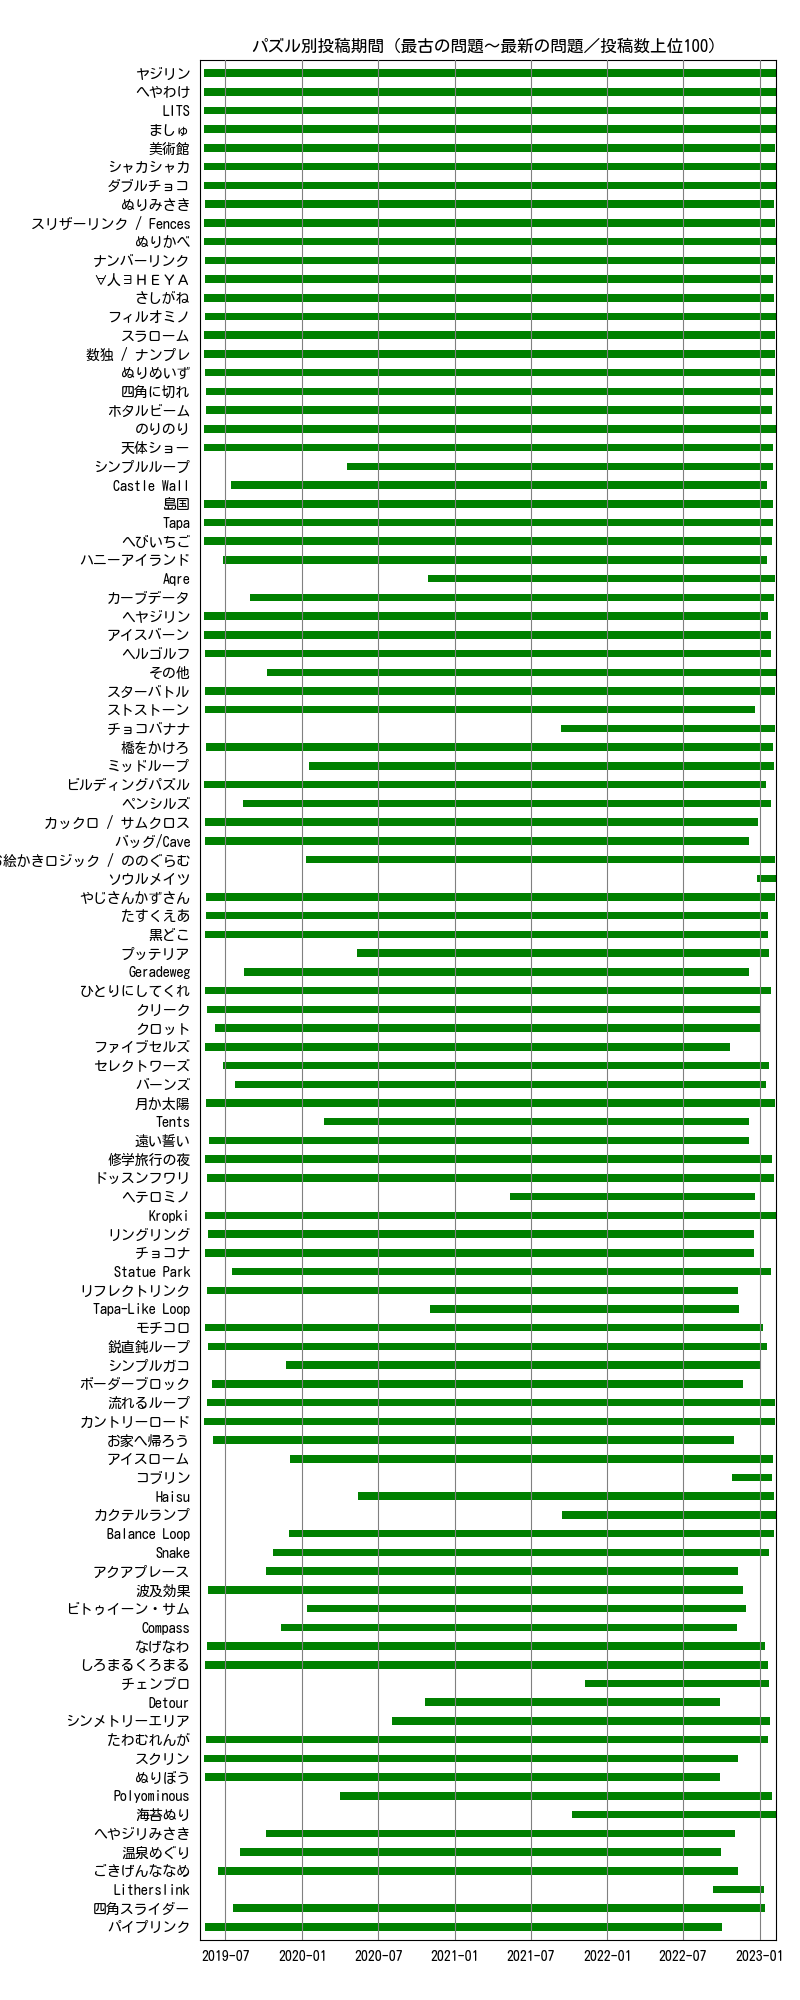 パズル別投稿期間（最古の問題～最新の問題／投稿数上位100）
ヤジリン
へやわけ
LITS
ましゅ
美術館
シャカシャカ
ダブルチョコ
ぬりみさき
スリザーリンク / Fences
ぬりかべ
ナンバーリンク
∀人∃ＨＥＹＡ
さしがね
フィルオミノ
スラローム
数独 / ナンプレ
ぬりめいず
四角に切れ
ホタルビーム
のりのり
天体ショー
シンプルループ
Castle Wall
島国
Tapa
へびいちご
ハニーアイランド
Aqre
カーブデータ
ヘヤジリン
アイスバーン
ヘルゴルフ
その他
スターバトル
ストストーン
チョコバナナ
橋をかけろ
ミッドループ
ビルディングパズル
ペンシルズ
カックロ / サムクロス
バッグ/Cave
絵かきロジック / ののぐらむ
ソウルメイツ
やじさんかずさん
たすくえあ
黒どこ
プッテリア
Geradeweg
ひとりにしてくれ
クリーク
クロット
ファイブセルズ
セレクトワーズ
バーンズ
月か太陽
Tents
遠い誓い
修学旅行の夜
ドッスンフワリ
ヘテロミノ
Kropki
リングリング
チョコナ
Statue Park
リフレクトリンク
Tapa-Like Loop
モチコロ
鋭直鈍ループ
シンプルガコ
ボーダーブロック
流れるループ
カントリーロード
お家へ帰ろう
アイスローム
コブリン
Haisu
カクテルランプ
Balance Loop
Snake
アクアプレース
波及効果
ビトゥイーン・サム
Compass
なげなわ
しろまるくろまる
チェンブロ
Detour
シンメトリーエリア
たわむれんが
スクリン
ぬりぼう
Polyominous
海苔ぬり
へやジリみさき
温泉めぐり
ごきげんななめ
Litherslink
四角スライダー
パイプリンク
2019-07 2020-01 2020-07 2021-01 2021-07 2022-01 2022-07 2023-01